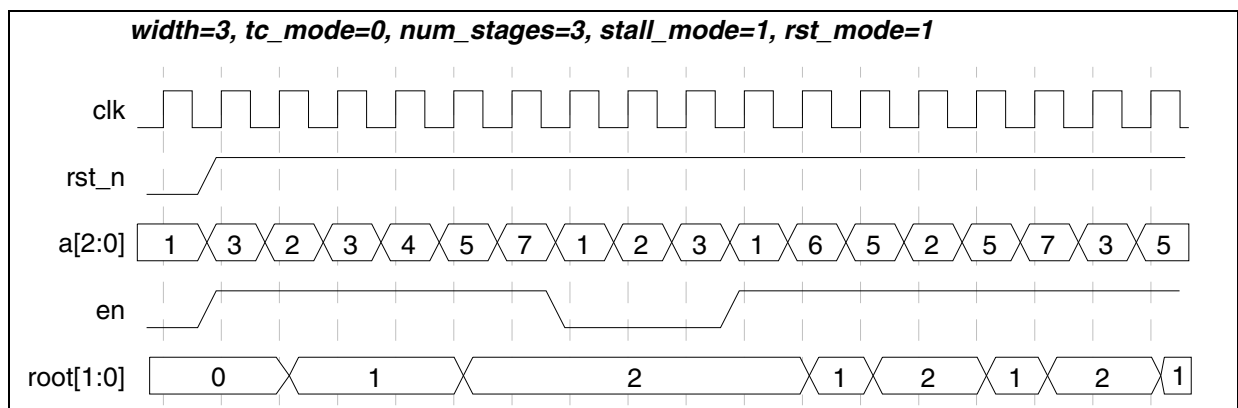 width=3, tc_mode=0, num_stages=3, stall_mode=1, rst_mode=1
clk
rst_n
a[2:0] 1 3 2 3 4 5 7 1 2 3 1 6 5 2 5 7 3 5
en
root[1:0] 0 1 2 1 2 1 2 1